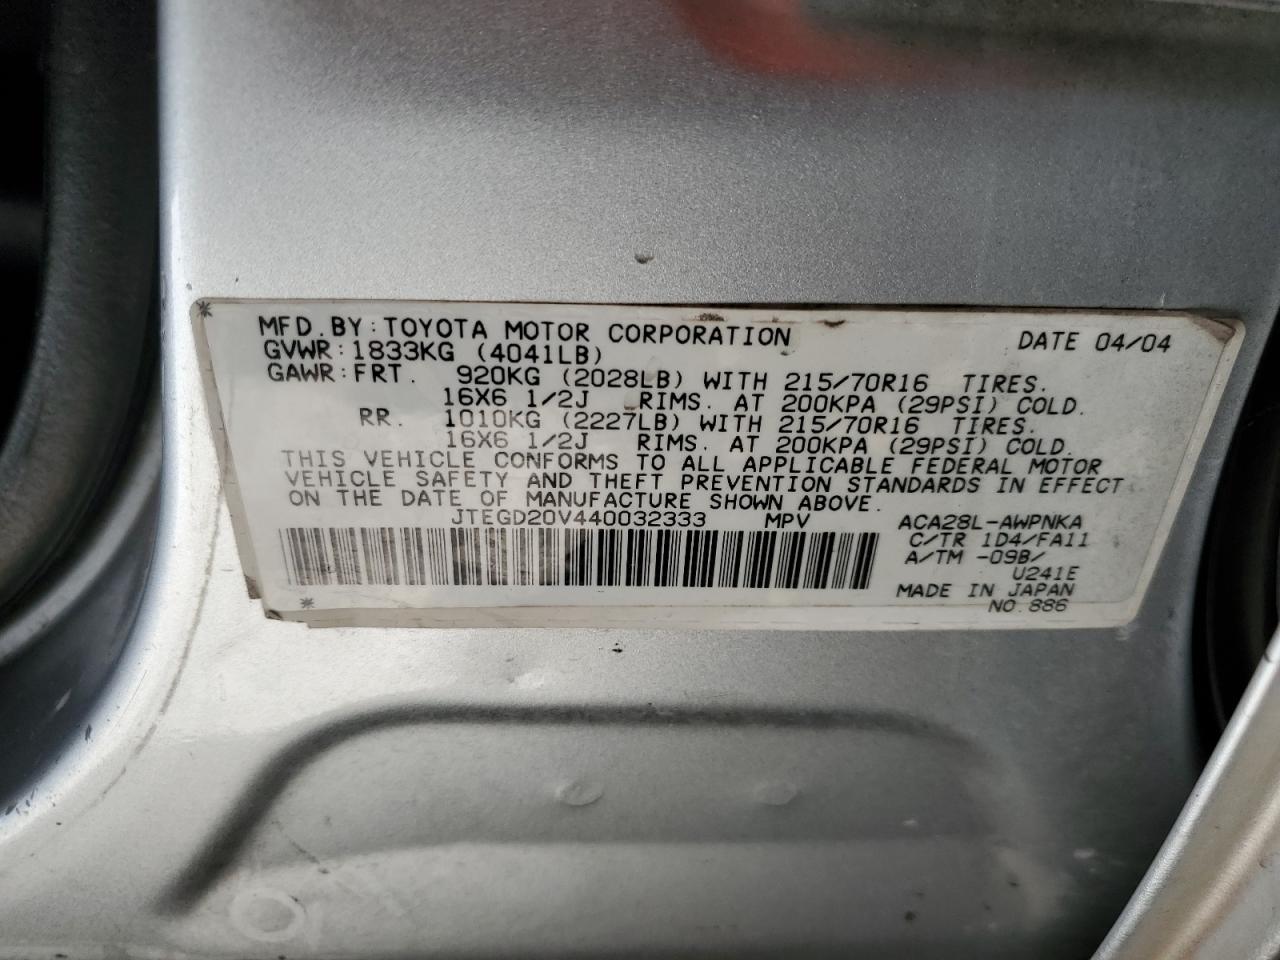 MFD. BY: TOYOTA MOTOR CORPORATION DATE 04/04
GVWR: 1833KG (4041LB)
GAWR: FRT. 920KG (2028LB) WITH 215/70R16 TIRES.
16X6 1/2J RIMS. AT 200KPA (29PSI) COLD.
RR. 1010KG (2227LB) WITH 215/70R16 TIRES.
16X6 1/2J RIMS. AT 200KPA (29PSI) COLD.
THIS VEHICLE CONFORMS TO ALL APPLICABLE FEDERAL MOTOR
VEHICLE SAFETY AND THEFT PREVENTION STANDARDS IN EFFECT
ON THE DATE OF MANUFACTURE SHOWN ABOVE.
JTEGD20V440032333 MPV ACA28L-AWPNKA
C/TR 1D4/FA11
A/TM -09B/
U241E
MADE IN JAPAN
NO. 886